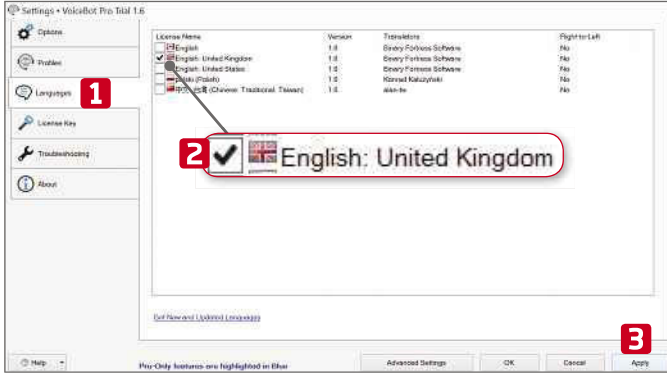 Settings • VoiceBot Pro Trial 1.6
Options
Profiles
Languages
1
License Key
Troubleshooting
About
License Name Version Translators Right-to-Left
English 1.0 Binary Fortress Software No
English: United Kingdom 1.0 Binary Fortress Software No
English: United States 1.0 Binary Fortress Software No
polski (Polish) 1.0 Konrad Kałużyński No
(Chinese: Traditional, Taiwan) 1.0 No
2
English: United Kingdom
Get New and Updated Languages
3
Help
Pro-Only features are highlighted in Blue
Advanced Settings
OK
Cancel
Apply